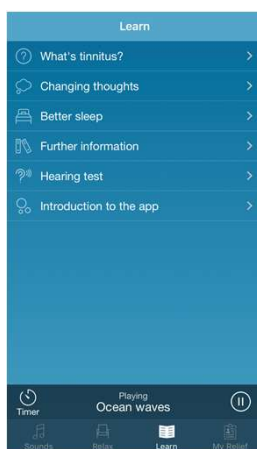 Learn
What's tinnitus?
Changing thoughts
Better sleep
Further information
Hearing test
Introduction to the app
Playing
Timer
Ocean waves
Sounds
Relax
Learn
My Relief